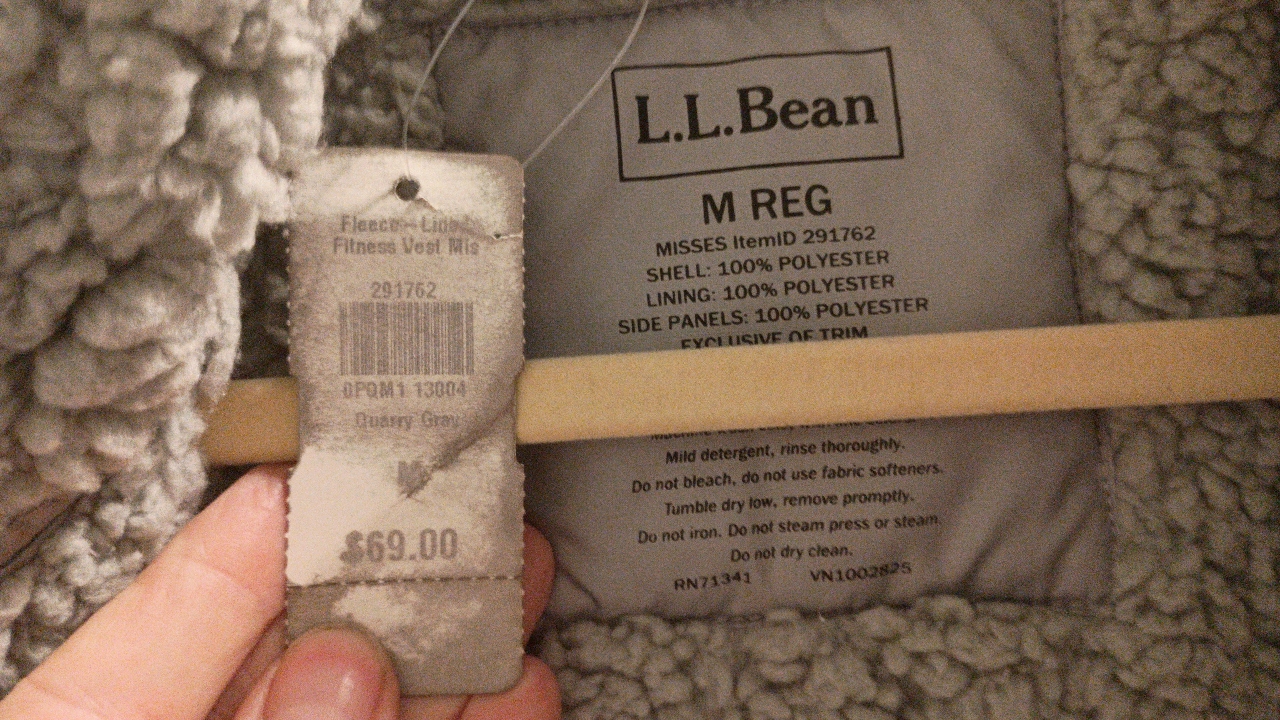 Fleece-Lined
Fitness Vest Mis
291762
0PQM1 13004
Quarry Gray
M
$69.00
L.L.Bean
M REG
MISSES ItemID 291762
SHELL: 100% POLYESTER
LINING: 100% POLYESTER
SIDE PANELS: 100% POLYESTER
EXCLUSIVE OF TRIM
Mild detergent, rinse thoroughly.
Do not bleach, do not use fabric softeners.
Tumble dry low, remove promptly.
Do not iron. Do not steam press or steam.
Do not dry clean.
RN71341 VN1002825